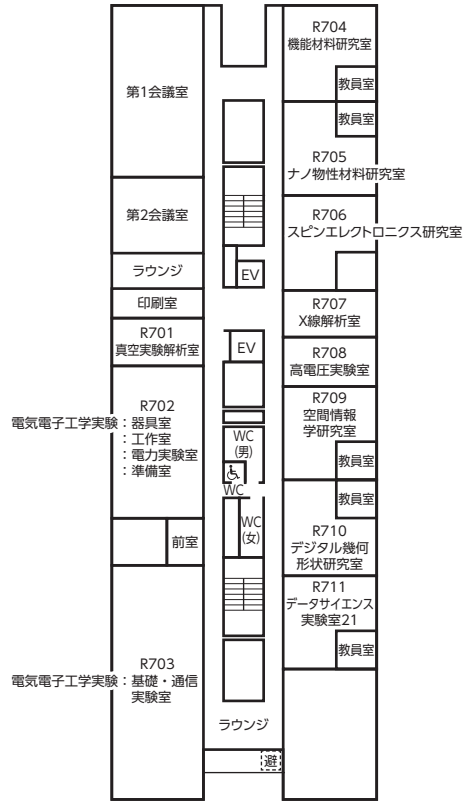 第1会議室
第2会議室
ラウンジ
印刷室
R701
真空実験解析室
R702
電気電子工学実験：器具室
：工作室
：電力実験室
：準備室
前室
R703
電気電子工学実験：基礎・通信
実験室
EV
EV
WC
(男)
WC
WC
(女)
ラウンジ
避
R704
機能材料研究室
教員室
教員室
R705
ナノ物性材料研究室
R706
スピンエレクトロニクス研究室
R707
X線解析室
R708
高電圧実験室
R709
空間情報
学研究室
教員室
教員室
R710
デジタル幾何
形状研究室
R711
データサイエンス
実験室21
教員室